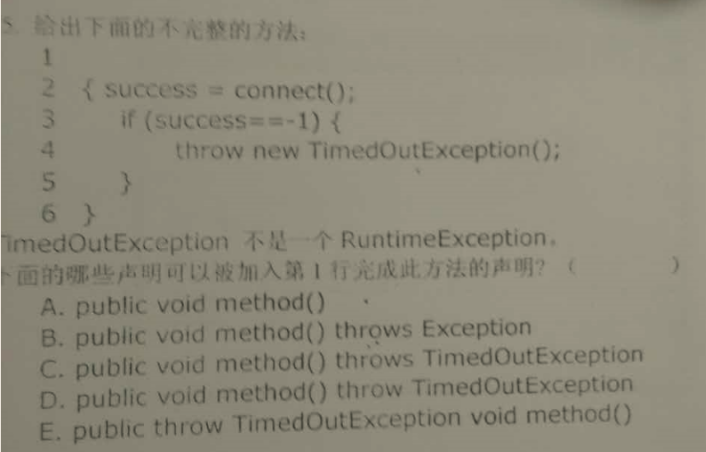 5. 给出下面的不完整的方法：
1
2 { success = connect();
3 if (success==-1) {
4 throw new TimedOutException();
5 }
6 }
TimedOutException 不是一个 RuntimeException。
下面的哪些声明可以被加入第 1 行完成此方法的声明？（ ）
A. public void method()
B. public void method() throws Exception
C. public void method() throws TimedOutException
D. public void method() throw TimedOutException
E. public throw TimedOutException void method()